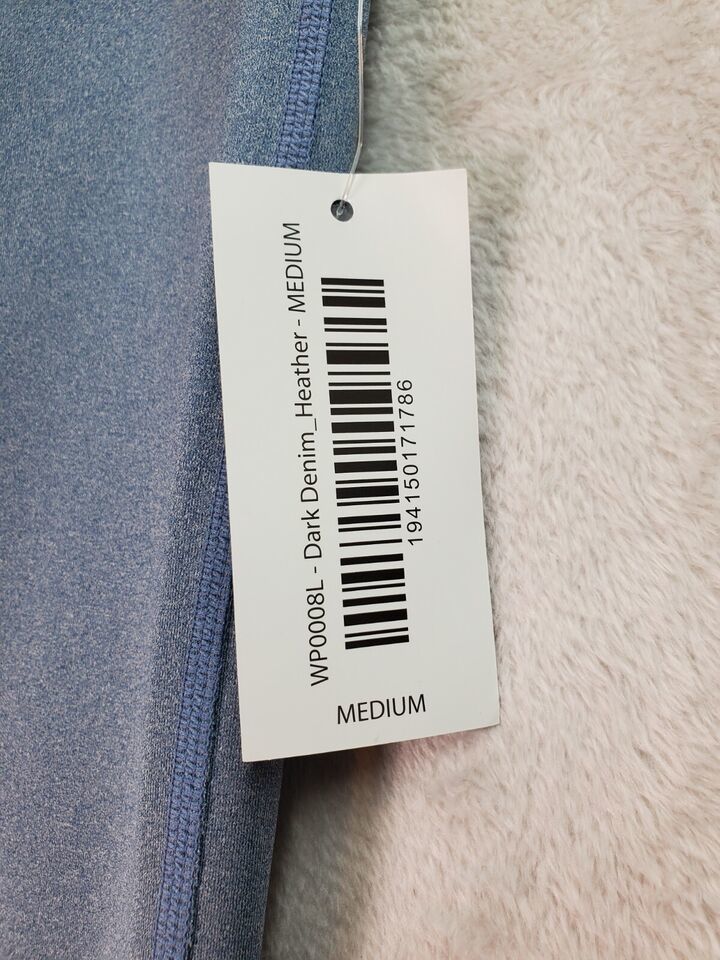 WP0008L - Dark Denim_Heather - MEDIUM
194150171786
MEDIUM